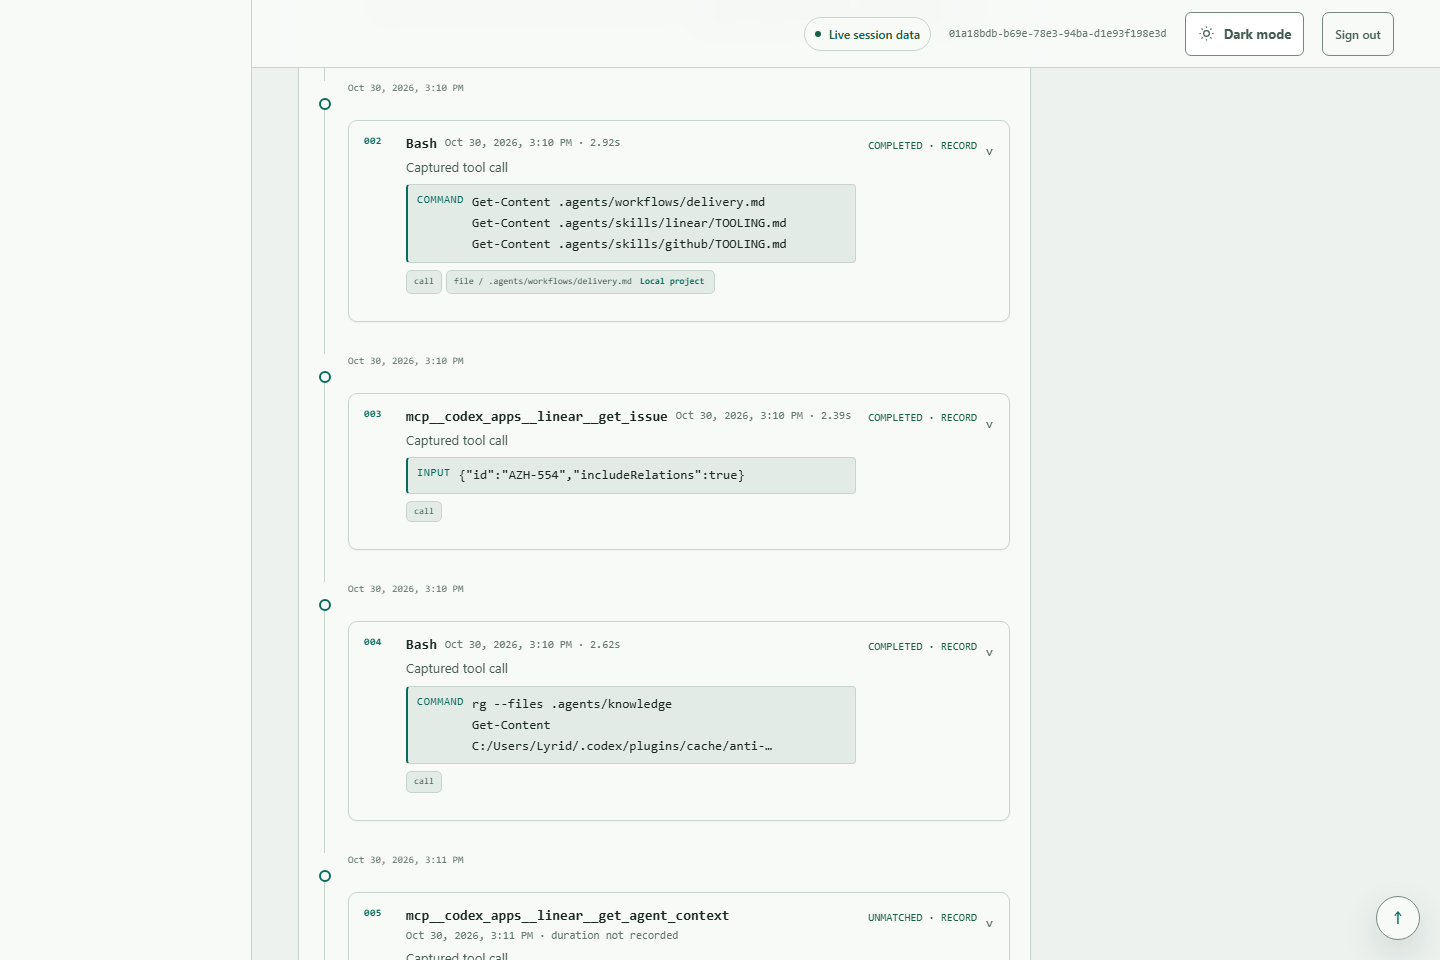 Live session data
01a18bdb-b69e-78e3-94ba-d1e93f198e3d
Dark mode
Sign out
Oct 30, 2026, 3:10 PM
002
Bash Oct 30, 2026, 3:10 PM · 2.92s
COMPLETED · RECORD v
Captured tool call
COMMAND Get-Content .agents/workflows/delivery.md
Get-Content .agents/skills/linear/TOOLING.md
Get-Content .agents/skills/github/TOOLING.md
call
file / .agents/workflows/delivery.md Local project
Oct 30, 2026, 3:10 PM
003
mcp__codex_apps__linear__get_issue Oct 30, 2026, 3:10 PM · 2.39s
COMPLETED · RECORD v
Captured tool call
INPUT {"id":"AZH-554","includeRelations":true}
call
Oct 30, 2026, 3:10 PM
004
Bash Oct 30, 2026, 3:10 PM · 2.62s
COMPLETED · RECORD v
Captured tool call
COMMAND rg --files .agents/knowledge
Get-Content
C:/Users/Lyrid/.codex/plugins/cache/anti-…
call
Oct 30, 2026, 3:11 PM
005
mcp__codex_apps__linear__get_agent_context
UNMATCHED · RECORD v
Oct 30, 2026, 3:11 PM · duration not recorded
Captured tool call